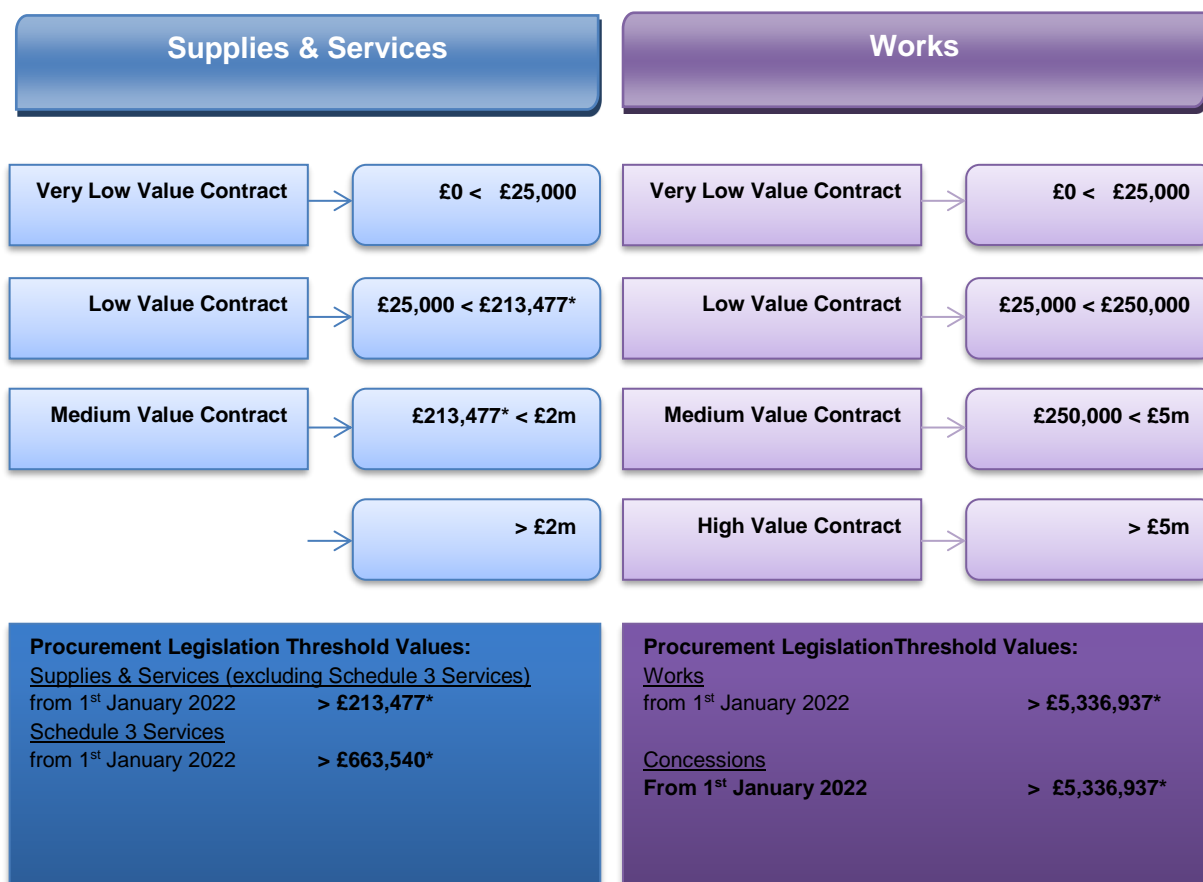 Supplies & Services
Very Low Value Contract
£0 < £25,000
Low Value Contract
£25,000 < £213,477*
Medium Value Contract
£213,477* < £2m
> £2m
Procurement Legislation Threshold Values:
Supplies & Services (excluding Schedule 3 Services)
from 1st January 2022 > £213,477*
Schedule 3 Services
from 1st January 2022 > £663,540*
Works
Very Low Value Contract
£0 < £25,000
Low Value Contract
£25,000 < £250,000
Medium Value Contract
£250,000 < £5m
High Value Contract
> £5m
Procurement LegislationThreshold Values:
Works
from 1st January 2022 > £5,336,937*
Concessions
From 1st January 2022 > £5,336,937*